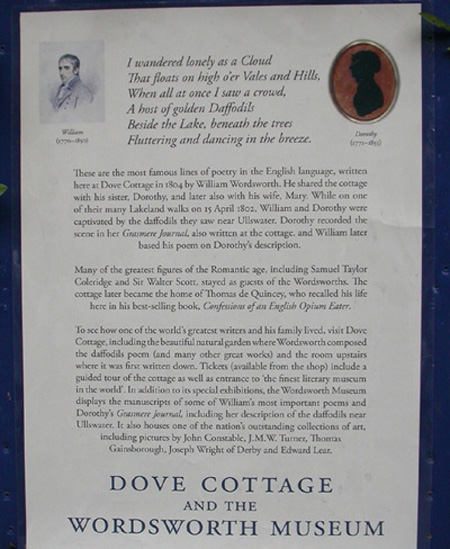 I wandered lonely as a Cloud
That floats on high o'er Vales and Hills,
When all at once I saw a crowd,
A host of golden Daffodils
Beside the Lake, beneath the trees
Fluttering and dancing in the breeze.
William
(1770-1850)
Dorothy
(1771-1855)
These are the most famous lines of poetry in the English language, written
here at Dove Cottage in 1804 by William Wordsworth. He shared the cottage
with his sister, Dorothy, and later also with his wife, Mary. While on one
of their many Lakeland walks on 15 April 1802, William and Dorothy were
captivated by the daffodils they saw near Ullswater. Dorothy recorded the
scene in her Grasmere Journal, also written at the cottage, and William later
based his poem on Dorothy's description.
Many of the greatest figures of the Romantic age, including Samuel Taylor
Coleridge and Sir Walter Scott, stayed as guests of the Wordsworths. The
cottage later became the home of Thomas de Quincey, who recalled his life
here in his best-selling book, Confessions of an English Opium Eater.
To see how one of the world's greatest writers and his family lived, visit Dove
Cottage, including the beautiful natural garden where Wordsworth composed
the daffodils poem (and many other great works) and the room upstairs
where it was first written down. Tickets (available from the shop) include a
guided tour of the cottage as well as entrance to 'the finest literary museum
in the world'. In addition to its special exhibitions, the Wordsworth Museum
displays the manuscripts of some of William's most important poems and
Dorothy's Grasmere Journal, including her description of the daffodils near
Ullswater. It also houses one of the nation's outstanding collections of art,
including pictures by John Constable, J.M.W. Turner, Thomas
Gainsborough, Joseph Wright of Derby and Edward Lear.
DOVE COTTAGE
AND THE
WORDSWORTH MUSEUM